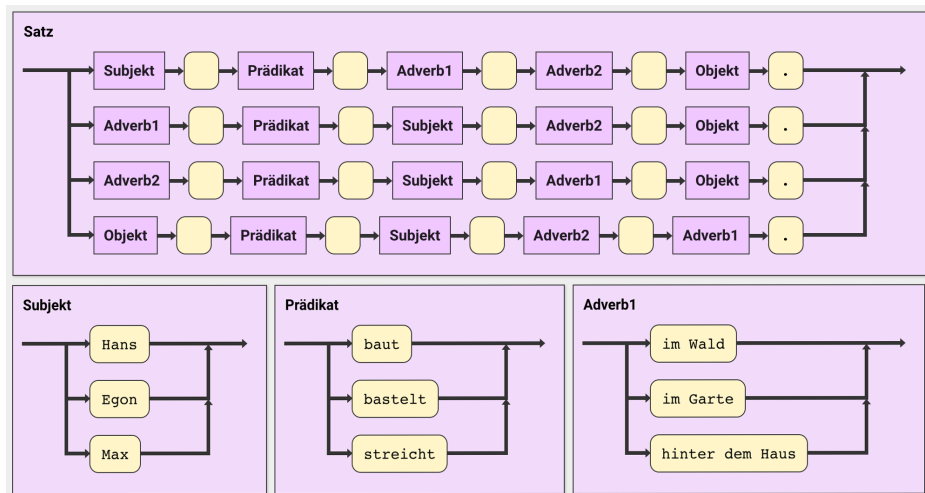 Satz
Subjekt Prädikat Adverb1 Adverb2 Objekt .
Adverb1 Prädikat Subjekt Adverb2 Objekt .
Adverb2 Prädikat Subjekt Adverb1 Objekt .
Objekt Prädikat Subjekt Adverb2 Adverb1 .
Subjekt
Hans
Egon
Max
Prädikat
baut
bastelt
streicht
Adverb1
im Wald
im Garte
hinter dem Haus